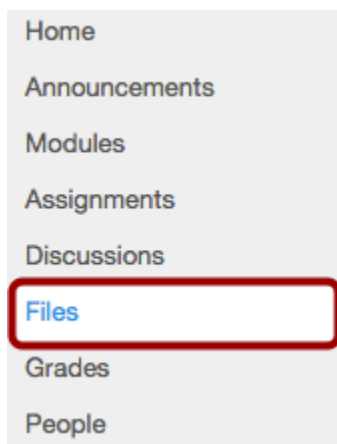 Home
Announcements
Modules
Assignments
Discussions
Files
Grades
People